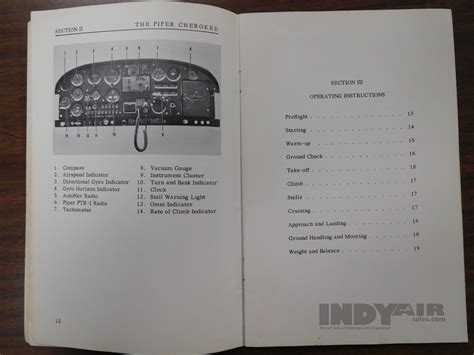 SECTION II
THE PIPER CHEROKEE
1. Compass
2. Airspeed Indicator
3. Directional Gyro Indicator
4. Gyro Horizon Indicator
5. AutoNav Radio
6. Piper PTR-1 Radio
7. Tachometer
8. Vacuum Gauge
9. Instrument Cluster
10. Turn and Bank Indicator
11. Clock
12. Stall Warning Light
13. Omni Indicator
14. Rate of Climb Indicator
12
SECTION III
OPERATING INSTRUCTIONS
Preflight . . . . . . . . . . 13
Starting . . . . . . . . . . 14
Warm-up . . . . . . . . . . 15
Ground Check . . . . . . . . . . 16
Take-off . . . . . . . . . . 16
Climb . . . . . . . . . . 17
Stalls . . . . . . . . . . 17
Cruising . . . . . . . . . . 17
Approach and Landing . . . . . . . . 18
Ground Handling and Mooring . . . . . . 19
Weight and Balance . . . . . . . . 19
INDYAIR
sales.com